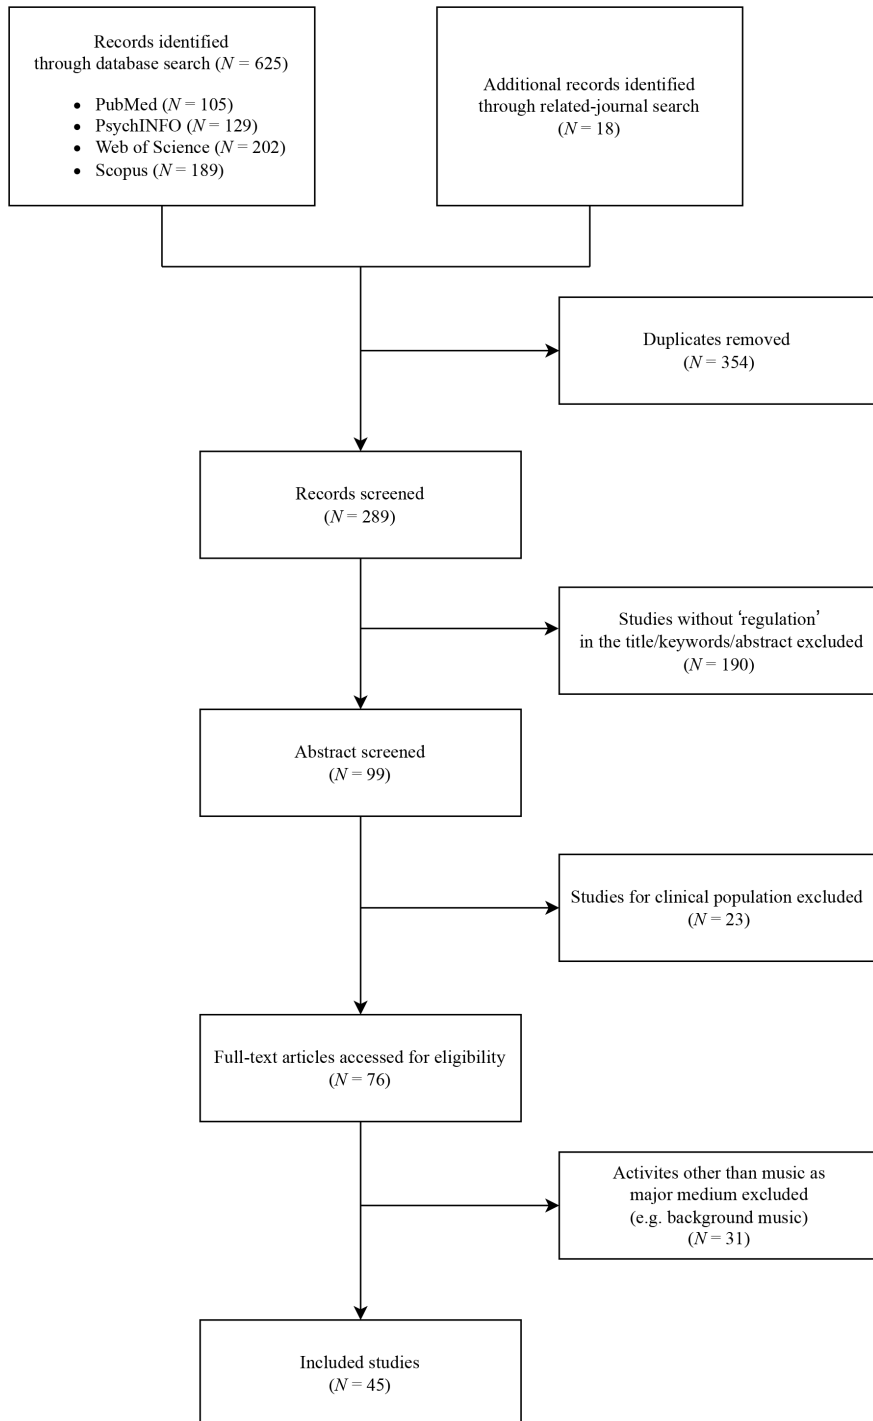 Records identified
through database search (N = 625)
• PubMed (N = 105)
• PsychINFO (N = 129)
• Web of Science (N = 202)
• Scopus (N = 189)
Additional records identified
through related-journal search
(N = 18)
Duplicates removed
(N = 354)
Records screened
(N = 289)
Studies without ‘regulation’
in the title/keywords/abstract excluded
(N = 190)
Abstract screened
(N = 99)
Studies for clinical population excluded
(N = 23)
Full-text articles accessed for eligibility
(N = 76)
Activites other than music as
major medium excluded
(e.g. background music)
(N = 31)
Included studies
(N = 45)